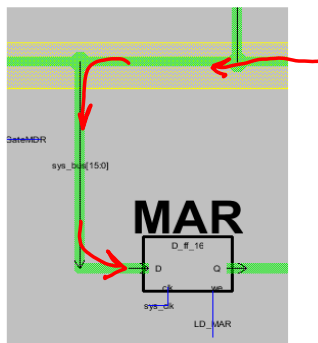 GateMDR
sys_bus[15:0]
MAR
D_ff_16
D Q
clk we
sys_clk
LD_MAR